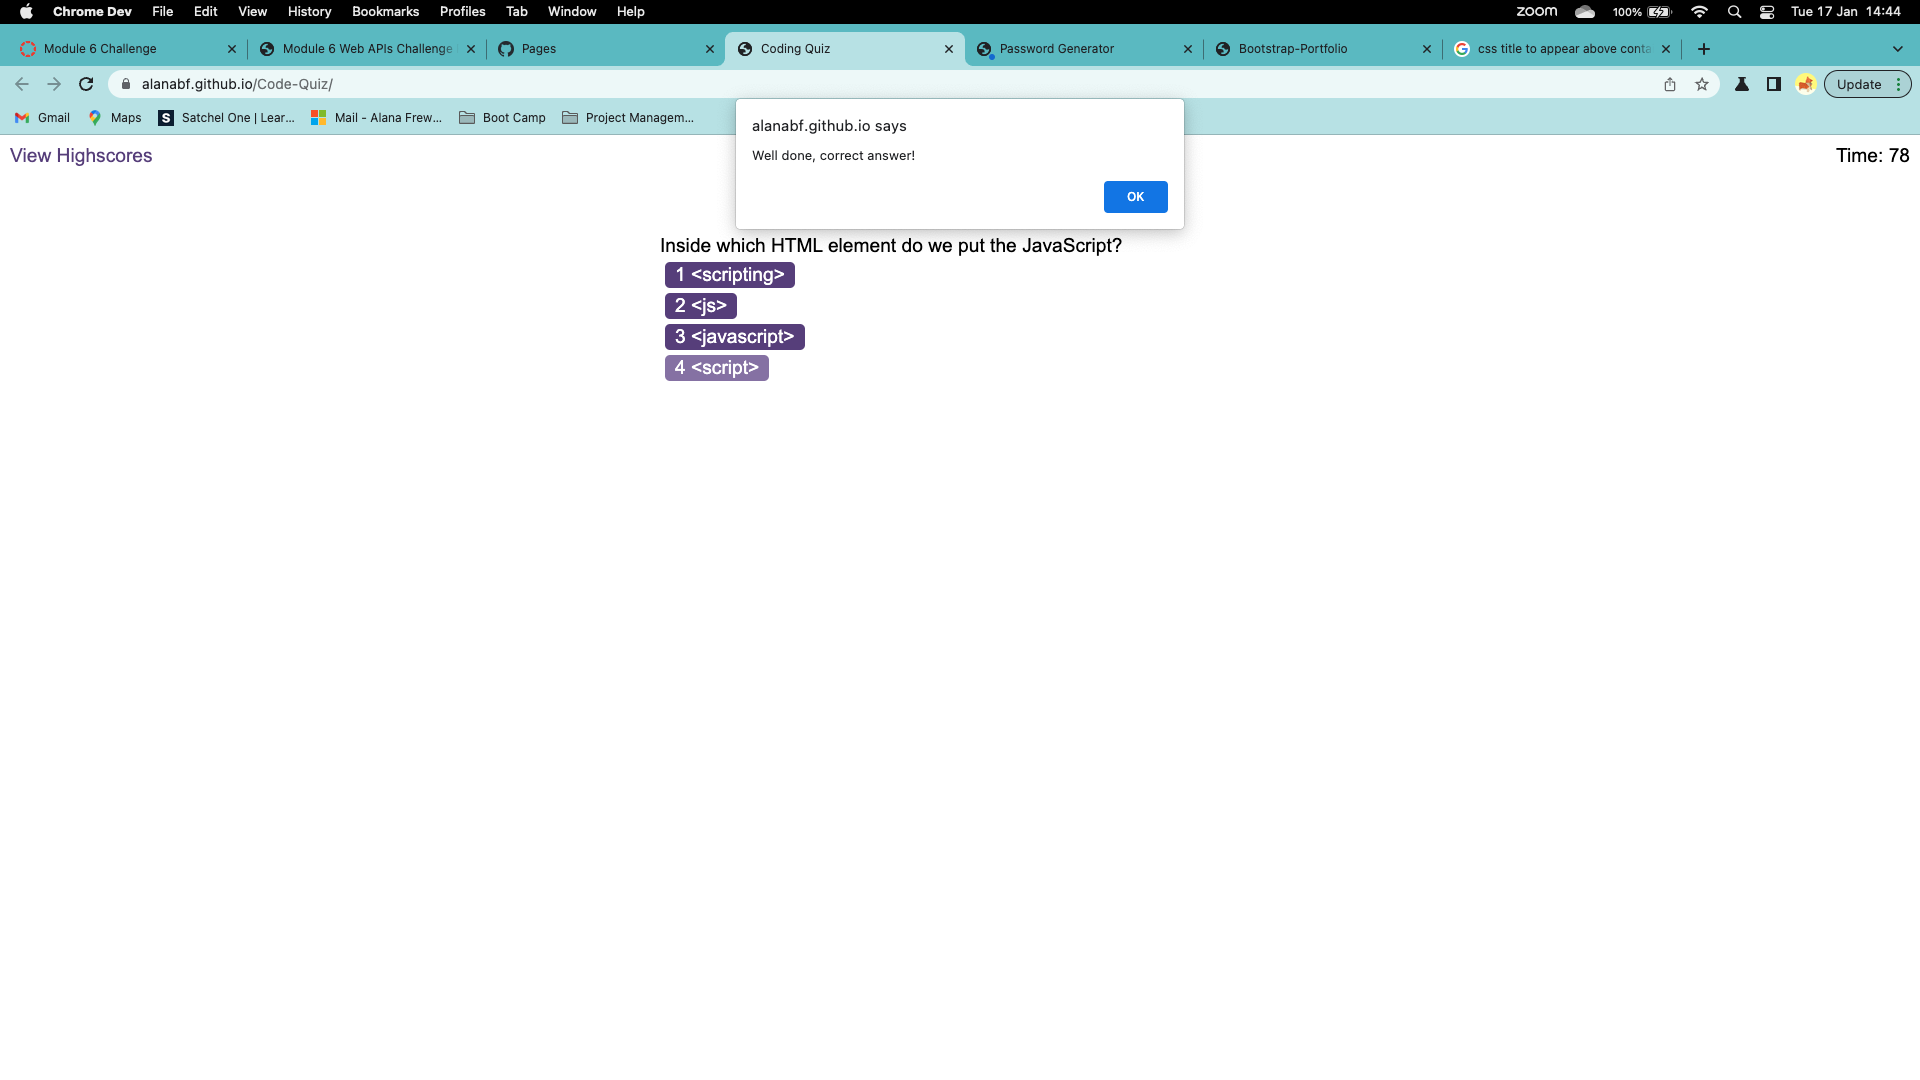 Chrome Dev File Edit View History Bookmarks Profiles Tab Window Help zoom 100% Tue 17 Jan 14:44
Module 6 Challenge Module 6 Web APIs Challenge Pages Coding Quiz Password Generator Bootstrap-Portfolio css title to appear above conta
alanabf.github.io/Code-Quiz/ Update
Gmail Maps S Satchel One | Lear... Mail - Alana Frew... Boot Camp Project Managem...
alanabf.github.io says
Well done, correct answer!
OK
View Highscores Time: 78
Inside which HTML element do we put the JavaScript?
1 <scripting>
2 <js>
3 <javascript>
4 <script>